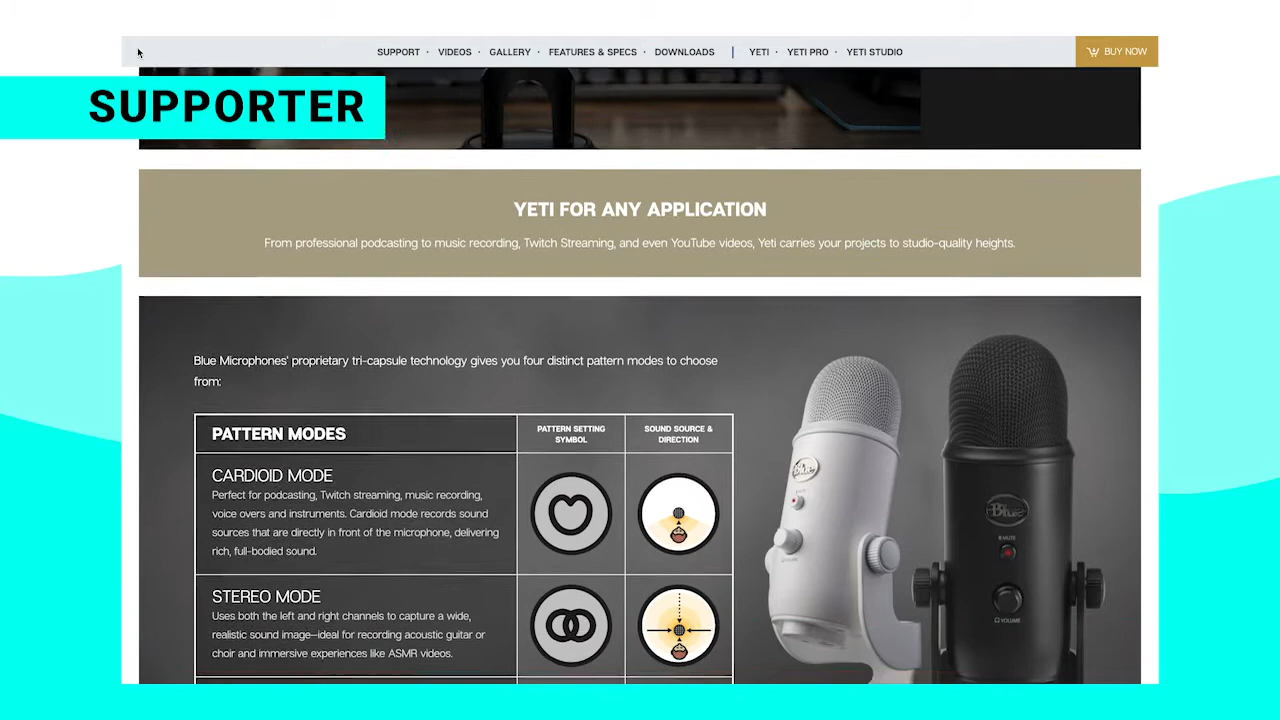 SUPPORT · VIDEOS · GALLERY · FEATURES & SPECS · DOWNLOADS | YETI · YETI PRO · YETI STUDIO
BUY NOW
SUPPORTER
YETI FOR ANY APPLICATION
From professional podcasting to music recording, Twitch Streaming, and even YouTube videos, Yeti carries your projects to studio-quality heights.
Blue Microphones' proprietary tri-capsule technology gives you four distinct pattern modes to choose
from:
PATTERN MODES
PATTERN SETTING
SYMBOL
SOUND SOURCE &
DIRECTION
CARDIOID MODE
Perfect for podcasting, Twitch streaming, music recording,
voice overs and instruments. Cardioid mode records sound
sources that are directly in front of the microphone, delivering
rich, full-bodied sound.
STEREO MODE
Uses both the left and right channels to capture a wide,
realistic sound image—ideal for recording acoustic guitar or
choir and immersive experiences like ASMR videos.
Blue
Blue
MUTE
VOLUME